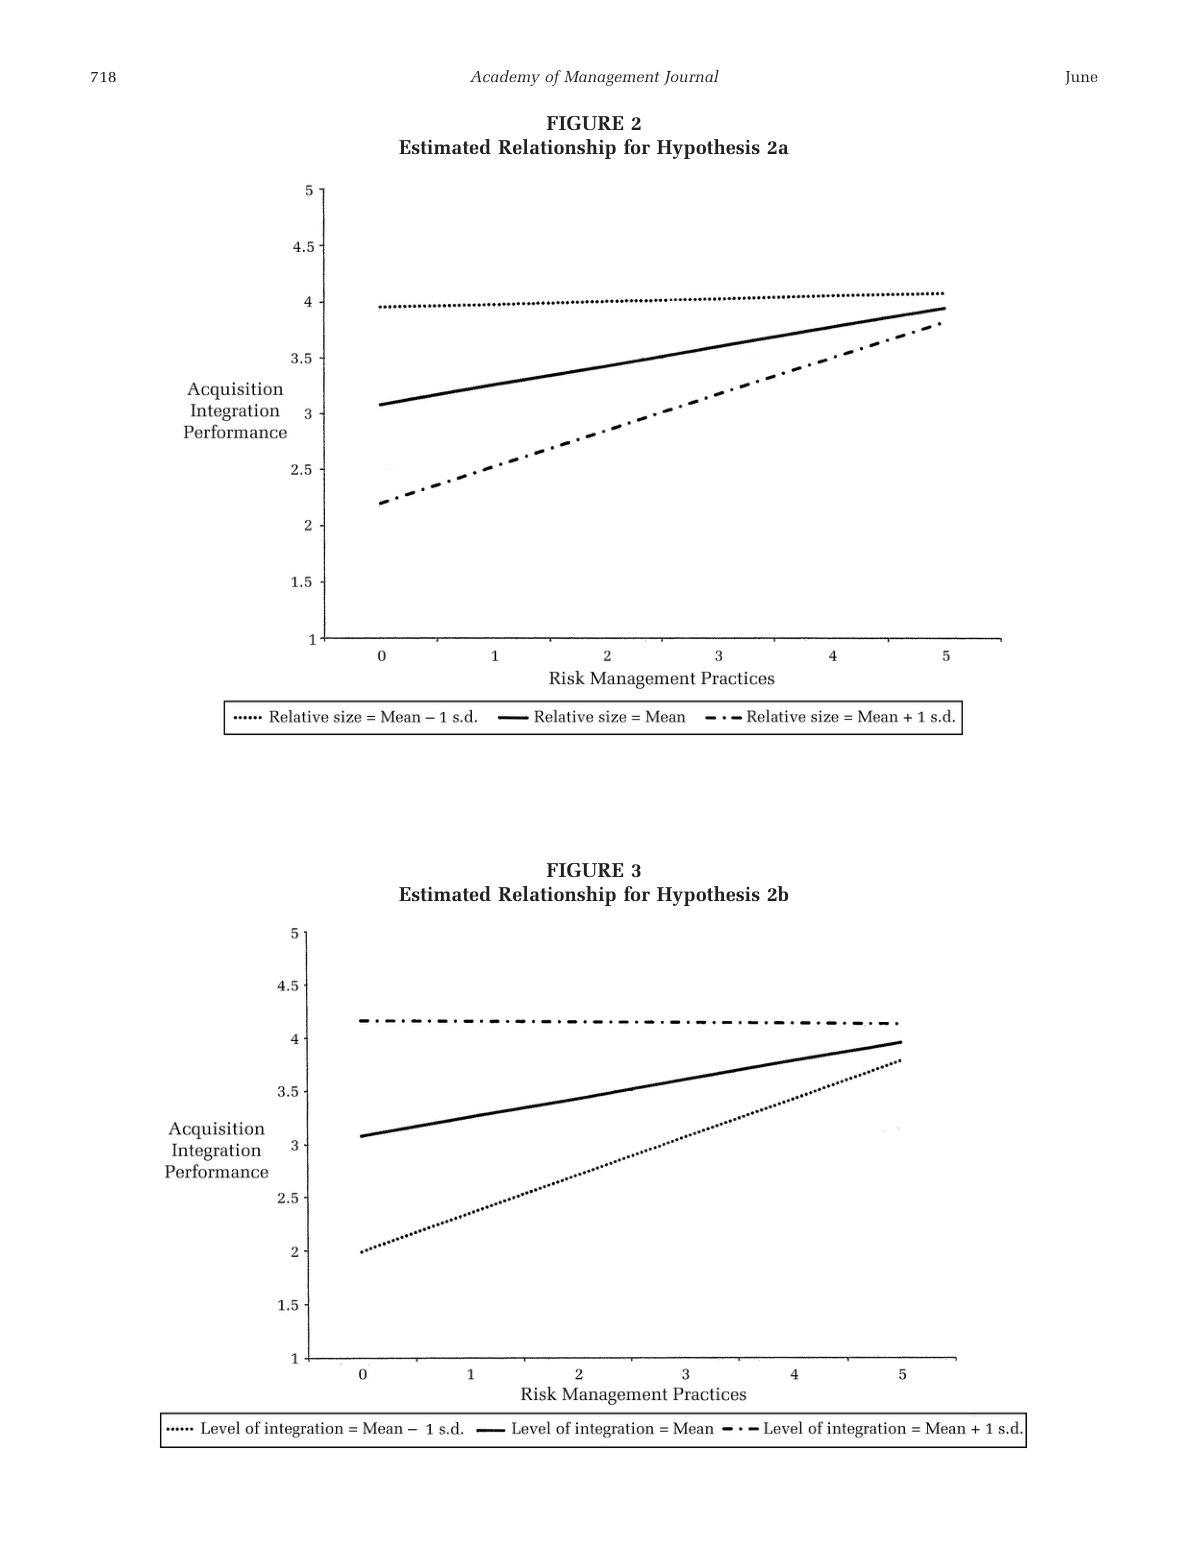 718 Academy of Management Journal June
FIGURE 2
Estimated Relationship for Hypothesis 2a
5
4.5
4
3.5
Acquisition
Integration
Performance
3
2.5
2
1.5
1
0 1 2 3 4 5
Risk Management Practices
Relative size = Mean – 1 s.d. Relative size = Mean Relative size = Mean + 1 s.d.
FIGURE 3
Estimated Relationship for Hypothesis 2b
5
4.5
4
3.5
Acquisition
Integration
Performance
3
2.5
2
1.5
1
0 1 2 3 4 5
Risk Management Practices
Level of integration = Mean – 1 s.d. Level of integration = Mean Level of integration = Mean + 1 s.d.